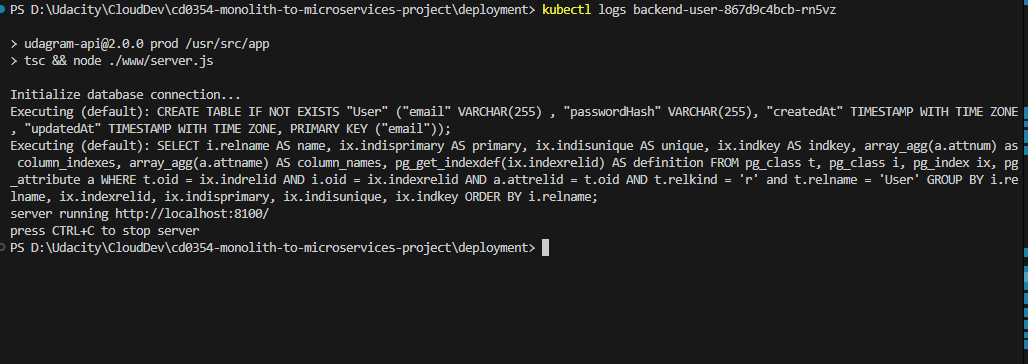 PS D:\Udacity\CloudDev\cd0354-monolith-to-microservices-project\deployment> kubectl logs backend-user-867d9c4bcb-rn5vz
> udagram-api@2.0.0 prod /usr/src/app
> tsc && node ./www/server.js
Initialize database connection...
Executing (default): CREATE TABLE IF NOT EXISTS "User" ("email" VARCHAR(255) , "passwordHash" VARCHAR(255), "createdAt" TIMESTAMP WITH TIME ZONE
, "updatedAt" TIMESTAMP WITH TIME ZONE, PRIMARY KEY ("email"));
Executing (default): SELECT i.relname AS name, ix.indisprimary AS primary, ix.indisunique AS unique, ix.indkey AS indkey, array_agg(a.attnum) as
 column_indexes, array_agg(a.attname) AS column_names, pg_get_indexdef(ix.indexrelid) AS definition FROM pg_class t, pg_class i, pg_index ix, pg
_attribute a WHERE t.oid = ix.indrelid AND i.oid = ix.indexrelid AND a.attrelid = t.oid AND t.relkind = 'r' and t.relname = 'User' GROUP BY i.re
lname, ix.indexrelid, ix.indisprimary, ix.indisunique, ix.indkey ORDER BY i.relname;
server running http://localhost:8100/
press CTRL+C to stop server
PS D:\Udacity\CloudDev\cd0354-monolith-to-microservices-project\deployment>